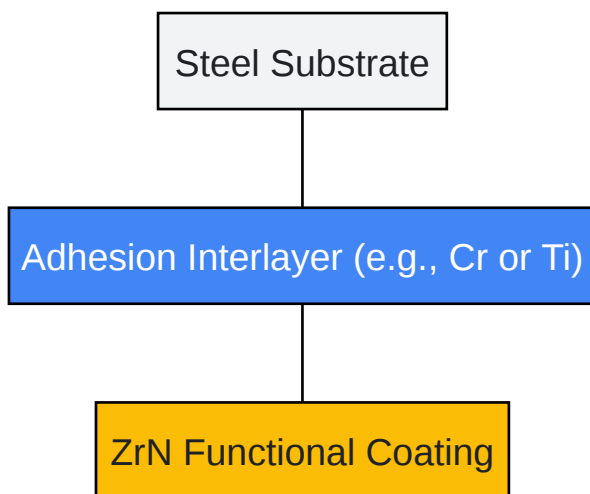 Steel Substrate
Adhesion Interlayer (e.g., Cr or Ti)
ZrN Functional Coating